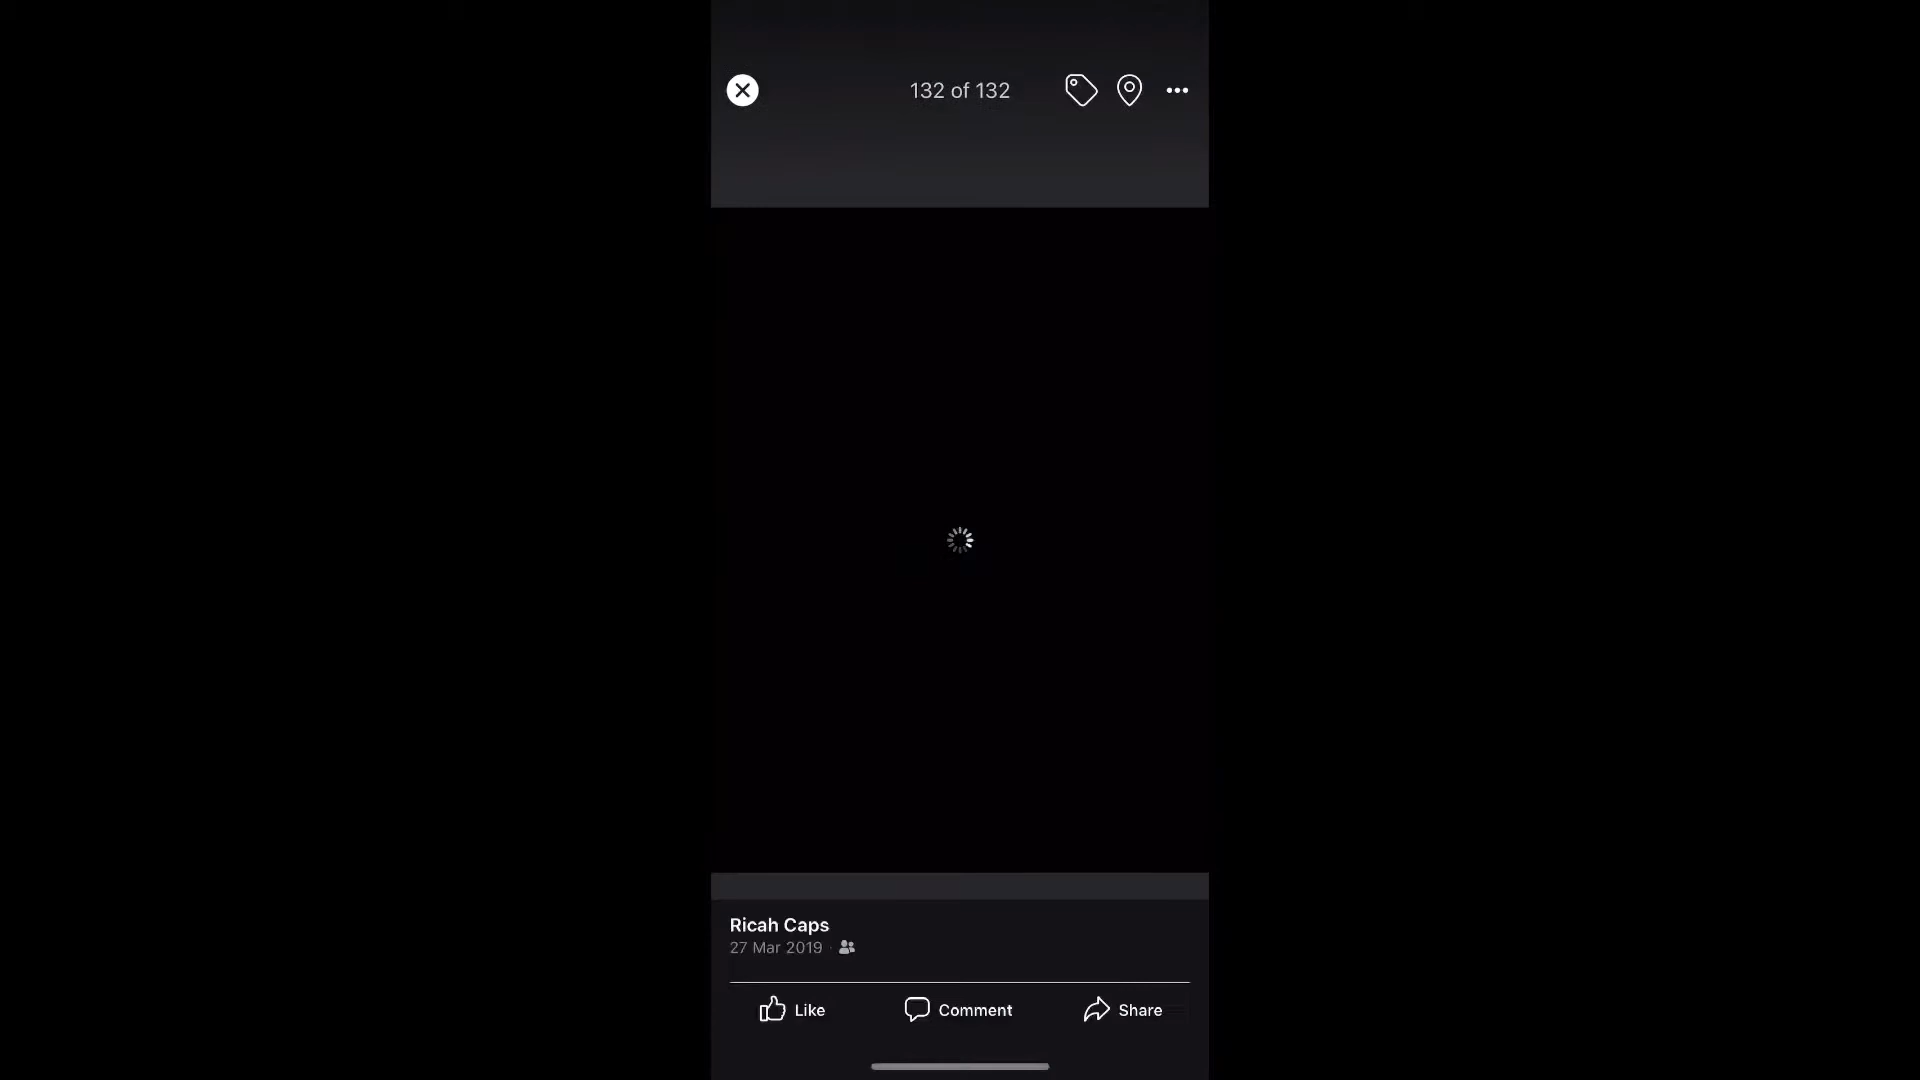 132 of 132
Ricah Caps
27 Mar 2019 ·
Like
Comment
Share